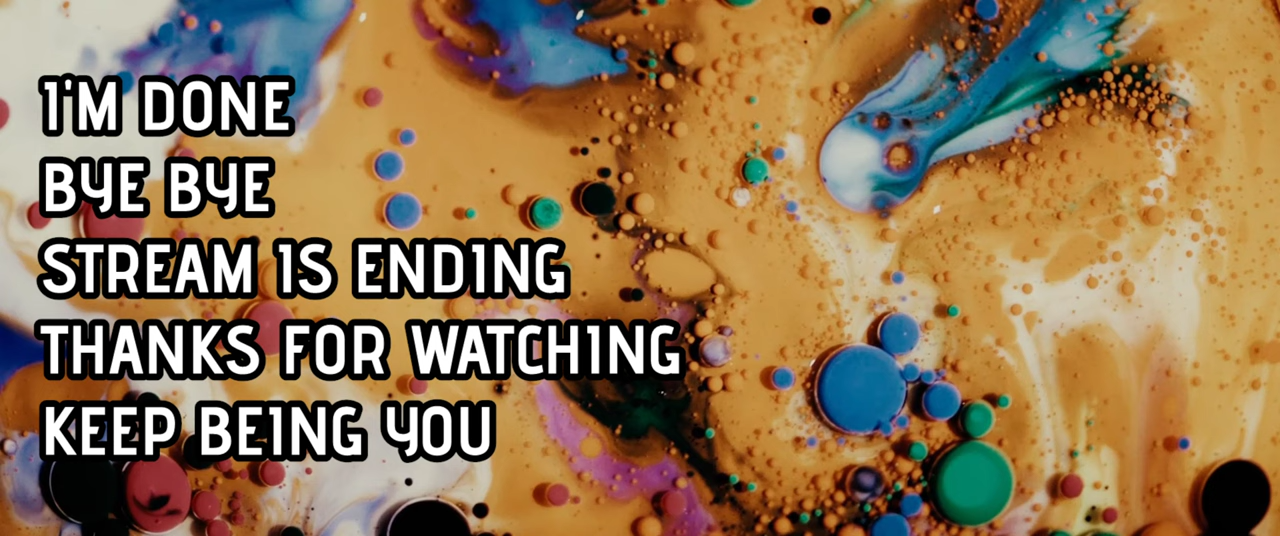 I'M DONE
BYE BYE
STREAM IS ENDING
THANKS FOR WATCHING
KEEP BEING YOU